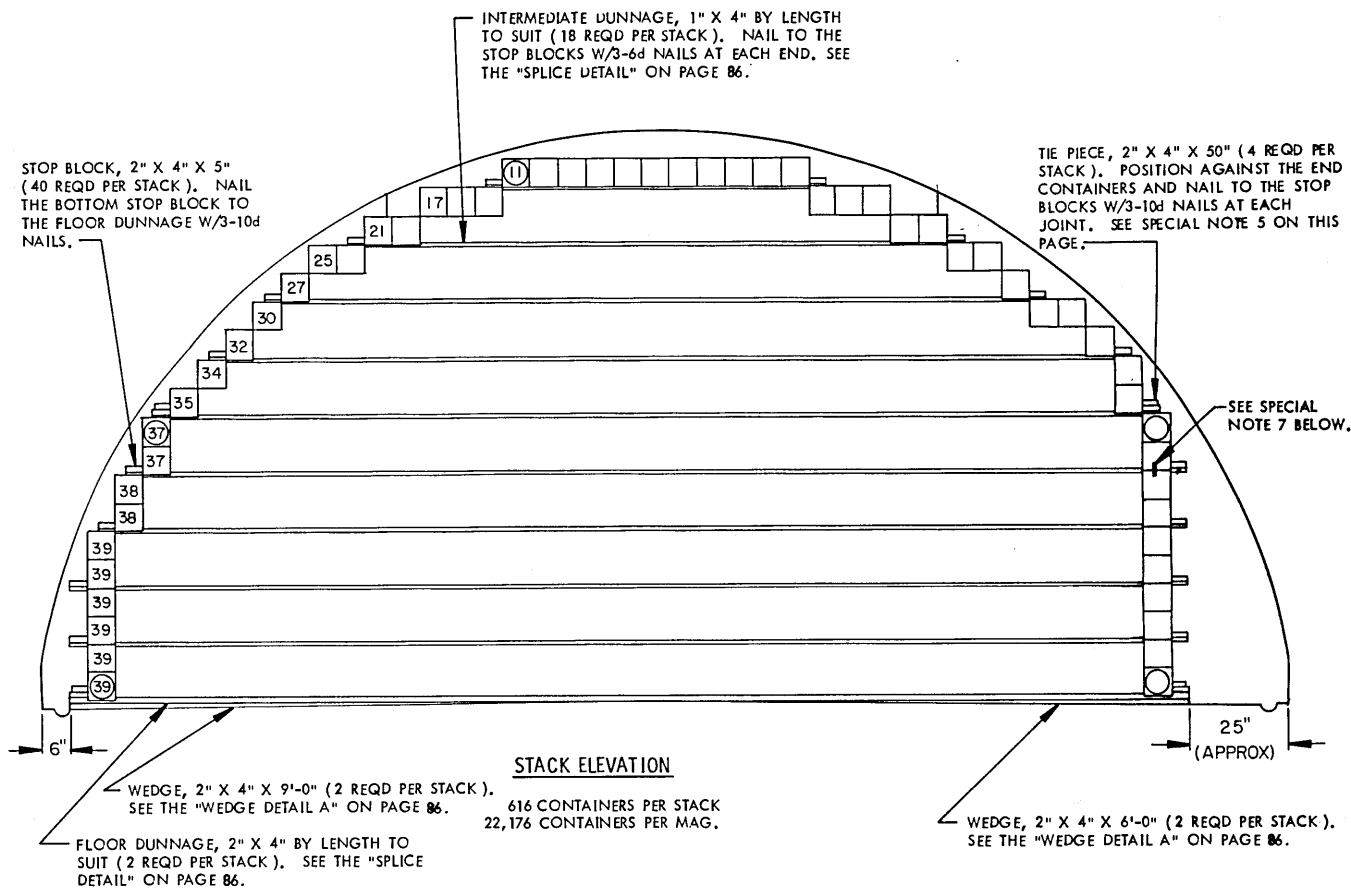 INTERMEDIATE DUNNAGE, 1" X 4" BY LENGTH
TO SUIT (18 REQD PER STACK). NAIL TO THE
STOP BLOCKS W/3-6d NAILS AT EACH END. SEE
THE "SPLICE DETAIL" ON PAGE 86.
STOP BLOCK, 2" X 4" X 5"
(40 REQD PER STACK). NAIL
THE BOTTOM STOP BLOCK TO
THE FLOOR DUNNAGE W/3-10d
NAILS.
TIE PIECE, 2" X 4" X 50" (4 REQD PER
STACK). POSITION AGAINST THE END
CONTAINERS AND NAIL TO THE STOP
BLOCKS W/3-10d NAILS AT EACH
JOINT. SEE SPECIAL NOTE 5 ON THIS
PAGE.
11
17
21
25
27
30
32
34
35
37
37
38
38
39
39
39
39
39
39
SEE SPECIAL
NOTE 7 BELOW.
6"
25"
(APPROX)
STACK ELEVATION
616 CONTAINERS PER STACK
22,176 CONTAINERS PER MAG.
WEDGE, 2" X 4" X 9'-0" (2 REQD PER STACK).
SEE THE "WEDGE DETAIL A" ON PAGE 86.
FLOOR DUNNAGE, 2" X 4" BY LENGTH TO
SUIT (2 REQD PER STACK). SEE THE "SPLICE
DETAIL" ON PAGE 86.
WEDGE, 2" X 4" X 6'-0" (2 REQD PER STACK).
SEE THE "WEDGE DETAIL A" ON PAGE 86.